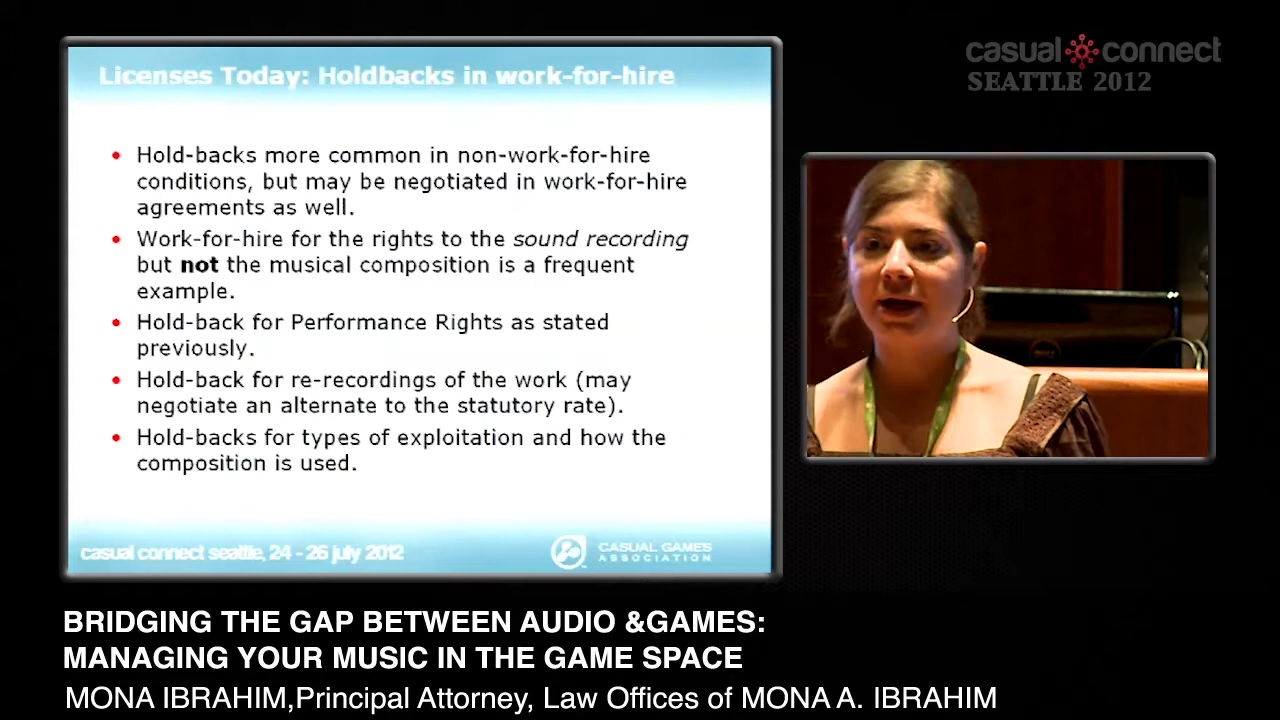 Licenses Today: Holdbacks in work-for-hire
• Hold-backs more common in non-work-for-hire
conditions, but may be negotiated in work-for-hire
agreements as well.
• Work-for-hire for the rights to the sound recording
but not the musical composition is a frequent
example.
• Hold-back for Performance Rights as stated
previously.
• Hold-back for re-recordings of the work (may
negotiate an alternate to the statutory rate).
• Hold-backs for types of exploitation and how the
composition is used.
casual connect seattle, 24 - 26 july 2012
CASUAL GAMES
ASSOCIATION
casual connect
SEATTLE 2012
BRIDGING THE GAP BETWEEN AUDIO &GAMES:
MANAGING YOUR MUSIC IN THE GAME SPACE
MONA IBRAHIM,Principal Attorney, Law Offices of MONA A. IBRAHIM